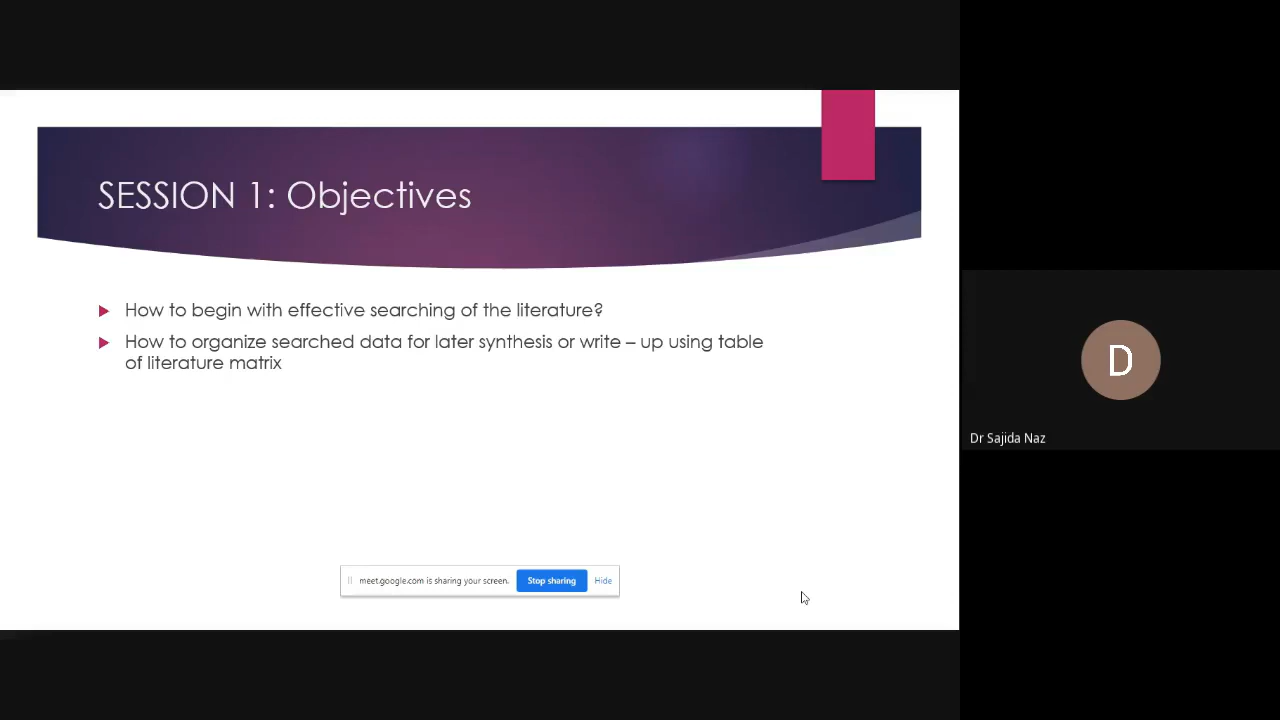 SESSION 1: Objectives
How to begin with effective searching of the literature?
How to organize searched data for later synthesis or write – up using table
of literature matrix
meet.google.com is sharing your screen.
Stop sharing
Hide
D
Dr Sajida Naz